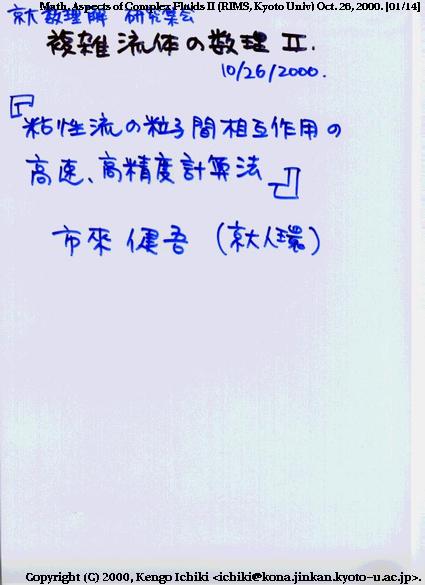 Math. Aspects of Complex Fluids II (RIMS, Kyoto Univ) Oct. 26, 2000. [01/14]
京大数理解 研究集会
複雑流体の数理 II.
10/26/2000.
『粘性流の粒子間相互作用の
高速、高精度計算法』
市來 健吾 (京大人環)
Copyright (C) 2000, Kengo Ichiki <ichiki@kona.jinkan.kyoto-u.ac.jp>.